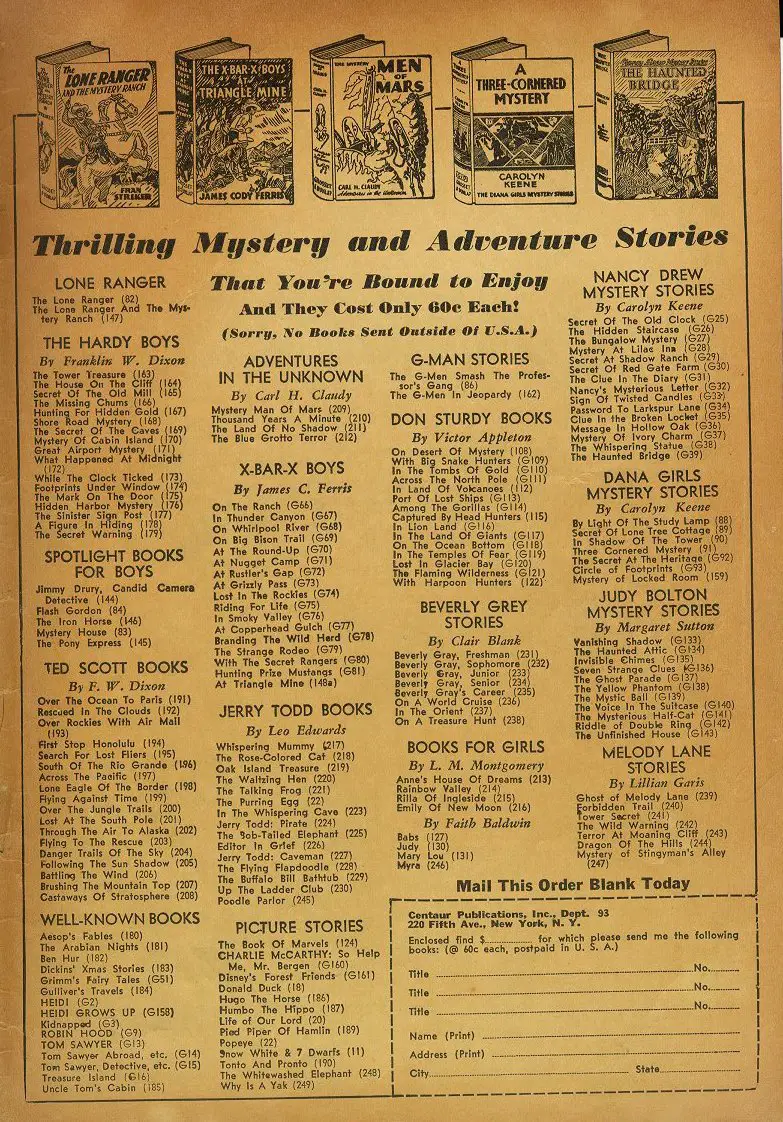 The
LONE RANGER
AND THE MYSTERY RANCH
FRAN
STRIKER
THE X·BAR·X·BOYS
AT
TRIANGLE MINE
JAMES CODY FERRIS
MEN
OF
MARS
CARL H. CLAUDY
Adventures in the Unknown
A
THREE-CORNERED
MYSTERY
CAROLYN
KEENE
THE DANA GIRLS MYSTERY STORIES
THE HAUNTED
BRIDGE
Thrilling Mystery and Adventure Stories
That You're Bound to Enjoy
And They Cost Only 60c Each!
(Sorry, No Books Sent Outside Of U.S.A.)
LONE RANGER
The Lone Ranger (82)
The Lone Ranger And The Mys-
tery Ranch (147)
THE HARDY BOYS
By Franklin W. Dixon
The Tower Treasure (163)
The House On The Cliff (164)
Secret Of The Old Mill (165)
The Missing Chums (166)
Hunting For Hidden Gold (167)
Shore Road Mystery (168)
The Secret Of The Caves (169)
Mystery Of Cabin Island (170)
Great Airport Mystery (171)
What Happened At Midnight
(172)
While The Clock Ticked (173)
Footprints Under Window (174)
The Mark On The Door (175)
Hidden Harbor Mystery (176)
The Sinister Sign Post (177)
A Figure In Hiding (178)
The Secret Warning (179)
SPOTLIGHT BOOKS
FOR BOYS
Jimmy Drury, Candid Camera
Detective (144)
Flash Gordon (84)
The Iron Horse (146)
Mystery House (83)
The Pony Express (145)
TED SCOTT BOOKS
By F. W. Dixon
Over The Ocean To Paris (191)
Rescued In The Clouds (192)
Over Rockies With Air Mail
(193)
First Stop Honolulu (194)
Search For Lost Fliers (195)
South Of The Rio Grande (196)
Across The Pacific (197)
Lone Eagle Of The Border (198)
Flying Against Time (199)
Over The Jungle Trails (200)
Lost At The South Pole (201)
Through The Air To Alaska (202)
Flying To The Rescue (203)
Danger Trails Of The Sky (204)
Following The Sun Shadow (205)
Battling The Wind (206)
Brushing The Mountain Top (207)
Castaways Of Stratosphere (208)
WELL-KNOWN BOOKS
Aesop's Fables (180)
The Arabian Nights (181)
Ben Hur (182)
Dickins' Xmas Stories (183)
Grimm's Fairy Tales (G51)
Gulliver's Travels (184)
HEIDI (G2)
HEIDI GROWS UP (G158)
Kidnapped (G3)
ROBIN HOOD (G9)
TOM SAWYER (G13)
Tom Sawyer Abroad, etc. (G14)
Tom Sawyer, Detective, etc. (G15)
Treasure Island (G16)
Uncle Tom's Cabin (185)
ADVENTURES
IN THE UNKNOWN
By Carl H. Claudy
Mystery Man Of Mars (209)
Thousand Years A Minute (210)
The Land Of No Shadow (211)
The Blue Grotto Terror (212)
X-BAR-X BOYS
By James C. Ferris
On The Ranch (G66)
In Thunder Canyon (G67)
On Whirlpool River (G68)
On Big Bison Trail (G69)
At The Round-Up (G70)
At Nugget Camp (G71)
At Rustler's Gap (G72)
At Grizzly Pass (G73)
Lost In The Rockies (G74)
Riding For Life (G75)
In Smoky Valley (G76)
At Copperhead Gulch (G77)
Branding The Wild Herd (G78)
The Strange Rodeo (G79)
With The Secret Rangers (G80)
Hunting Prize Mustangs (G81)
At Triangle Mine (148a)
JERRY TODD BOOKS
By Leo Edwards
Whispering Mummy (217)
The Rose-Colored Cat (218)
Oak Island Treasure (219)
The Waltzing Hen (220)
The Talking Frog (221)
The Purring Egg (22)
In The Whispering Cave (223)
Jerry Todd: Pirate (224)
The Bob-Tailed Elephant (225)
Editor In Grief (226)
Jerry Todd: Caveman (227)
The Flying Flapdoodle (228)
The Buffalo Bill Bathtub (229)
Up The Ladder Club (230)
Poodle Parlor (245)
PICTURE STORIES
The Book Of Marvels (124)
CHARLIE McCARTHY: So Help
Me, Mr. Bergen (G160)
Disney's Forest Friends (G161)
Donald Duck (18)
Hugo The Horse (186)
Humbo The Hippo (187)
Life of Our Lord (20)
Pied Piper Of Hamlin (189)
Popeye (22)
Snow White & 7 Dwarfs (11)
Tonto And Pronto (190)
The Whitewashed Elephant (248)
Why Is A Yak (249)
G-MAN STORIES
The G-Men Smash The Profes-
sor's Gang (86)
The G-Men In Jeopardy (162)
DON STURDY BOOKS
By Victor Appleton
On Desert Of Mystery (108)
With Big Snake Hunters (G109)
In The Tombs Of Gold (G110)
Across The North Pole (G111)
In Land Of Volcanoes (112)
Port Of Lost Ships (G113)
Among The Gorillas (G114)
Captured By Head Hunters (115)
In Lion Land (G116)
In The Land Of Giants (G117)
On The Ocean Bottom (G118)
In The Temples Of Fear (G119)
Lost In Glacier Bay (G120)
The Flaming Wilderness (G121)
With Harpoon Hunters (122)
BEVERLY GREY
STORIES
By Clair Blank
Beverly Gray, Freshman (231)
Beverly Gray, Sophomore (232)
Beverly Gray, Junior (233)
Beverly Gray, Senior (234)
Beverly Gray's Career (235)
On A World Cruise (236)
In The Orient (237)
On A Treasure Hunt (238)
BOOKS FOR GIRLS
By L. M. Montgomery
Anne's House Of Dreams (213)
Rainbow Valley (214)
Rilla Of Ingleside (215)
Emily Of New Moon (216)
By Faith Baldwin
Babs (127)
Judy (130)
Mary Lou (131)
Myra (246)
NANCY DREW
MYSTERY STORIES
By Carolyn Keene
Secret Of The Old Clock (G25)
The Hidden Staircase (G26)
The Bungalow Mystery (G27)
Mystery At Lilac Inn (G28)
Secret At Shadow Ranch (G29)
Secret Of Red Gate Farm (G30)
The Clue In The Diary (G31)
Nancy's Mysterious Letter (G32)
Sign Of Twisted Candles (G33)
Password To Larkspur Lane (G34)
Clue In the Broken Locket (G35)
Message In Hollow Oak (G36)
Mystery Of Ivory Charm (G37)
The Whispering Statue (G38)
The Haunted Bridge (G39)
DANA GIRLS
MYSTERY STORIES
By Carolyn Keene
By Light Of The Study Lamp (88)
Secret Of Lone Tree Cottage (89)
In Shadow Of The Tower (90)
Three Cornered Mystery (91)
The Secret At The Heritage (G92)
Circle of Footprints (G93)
Mystery of Locked Room (159)
JUDY BOLTON
MYSTERY STORIES
By Margaret Sutton
Vanishing Shadow (G133)
The Haunted Attic (G134)
Invisible Chimes (G135)
Seven Strange Clues (G136)
The Ghost Parade (G137)
The Yellow Phantom (G138)
The Mystic Ball (G139)
The Voice In The Suitcase (G140)
The Mysterious Half-Cat (G141)
Riddle of Double Ring (G142)
The Unfinished House (G143)
MELODY LANE
STORIES
By Lillian Garis
Ghost of Melody Lane (239)
Forbidden Trail (240)
Tower Secret (241)
The Wild Warning (242)
Terror At Moaning Cliff (243)
Dragon Of The Hills (244)
Mystery of Stingyman's Alley
(247)
Mail This Order Blank Today
Centaur Publications, Inc., Dept. 93
220 Fifth Ave., New York, N. Y.
Enclosed find $ for which please send me the following
books: (@ 60c each, postpaid in U. S. A.)
Title No.
Title No.
Title No.
Name (Print)
Address (Print)
City State